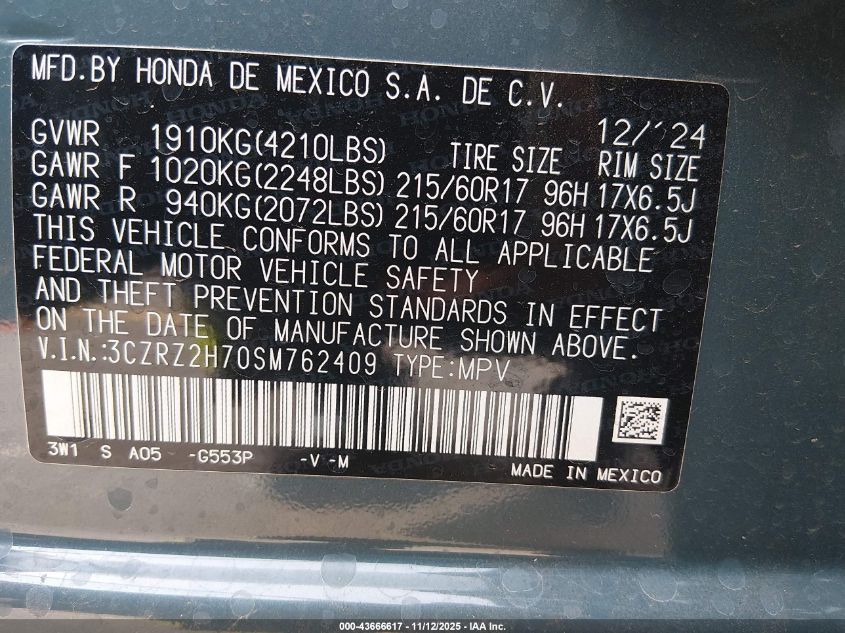 MFD.BY HONDA DE MEXICO S.A. DE C.V.
GVWR 1910KG(4210LBS) 12/'24
GAWR F 1020KG(2248LBS) TIRE SIZE RIM SIZE
215/60R17 96H 17X6.5J
GAWR R 940KG(2072LBS) 215/60R17 96H 17X6.5J
THIS VEHICLE CONFORMS TO ALL APPLICABLE
FEDERAL MOTOR VEHICLE SAFETY
AND THEFT PREVENTION STANDARDS IN EFFECT
ON THE DATE OF MANUFACTURE SHOWN ABOVE.
V.I.N.:3CZRZ2H70SM762409 TYPE:MPV
3W1 S A05 -G553P -V -M
MADE IN MEXICO
000-43666617 - 11/12/2025 - IAA Inc.